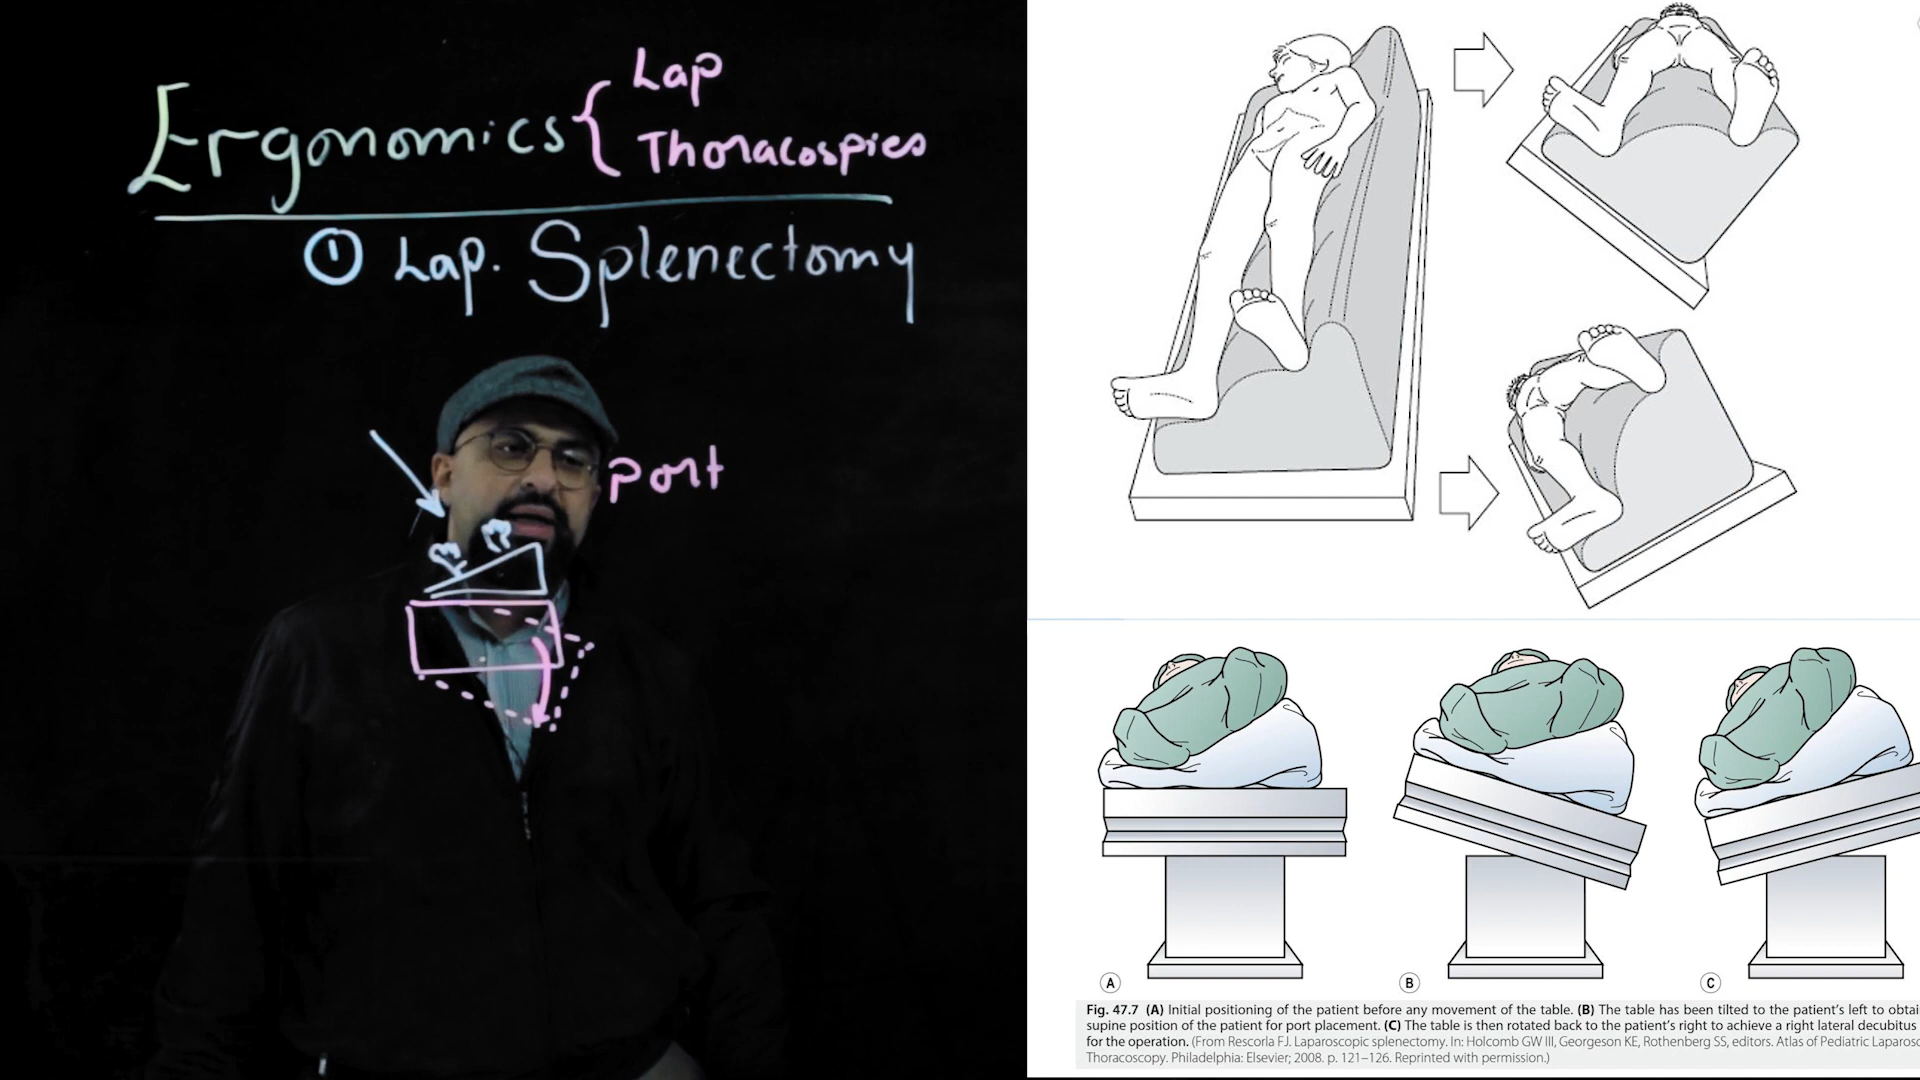 Ergonomics { Lap
Thoracospies
① Lap. Splenectomy
Port
A
B
C
Fig. 47.7 (A) Initial positioning of the patient before any movement of the table. (B) The table has been tilted to the patient's left to obtai
supine position of the patient for port placement. (C) The table is then rotated back to the patient's right to achieve a right lateral decubitus
for the operation. (From Rescorla FJ. Laparoscopic splenectomy. In: Holcomb GW III, Georgeson KE, Rothenberg SS, editors. Atlas of Pediatric Laparosc
Thoracoscopy. Philadelphia: Elsevier; 2008. p. 121–126. Reprinted with permission.)